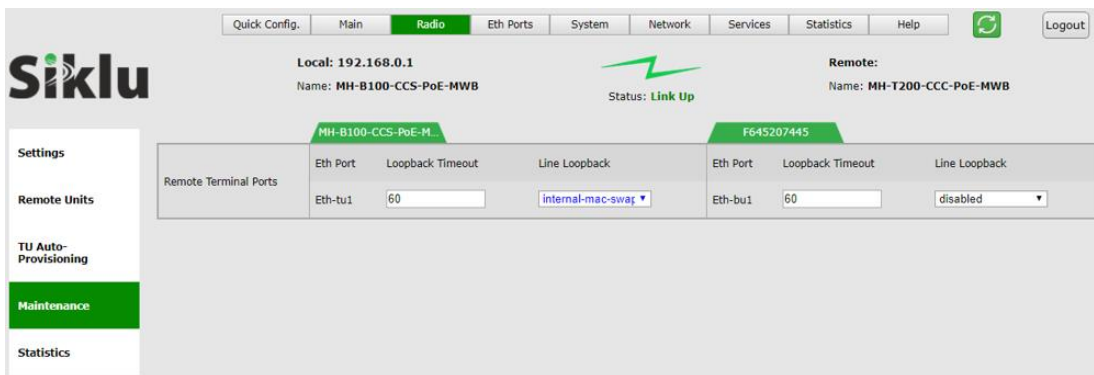 Quick Config. Main Radio Eth Ports System Network Services Statistics Help Logout
Siklu
Local: 192.168.0.1
Name: MH-B100-CCS-PoE-MWB
Status: Link Up
Remote:
Name: MH-T200-CCC-PoE-MWB
Settings
Remote Units
TU Auto-
Provisioning
Maintenance
Statistics
MH-B100-CCS-PoE-M... F645207445
Remote Terminal Ports
Eth Port Loopback Timeout Line Loopback Eth Port Loopback Timeout Line Loopback
Eth-tu1 60 internal-mac-swap Eth-bu1 60 disabled